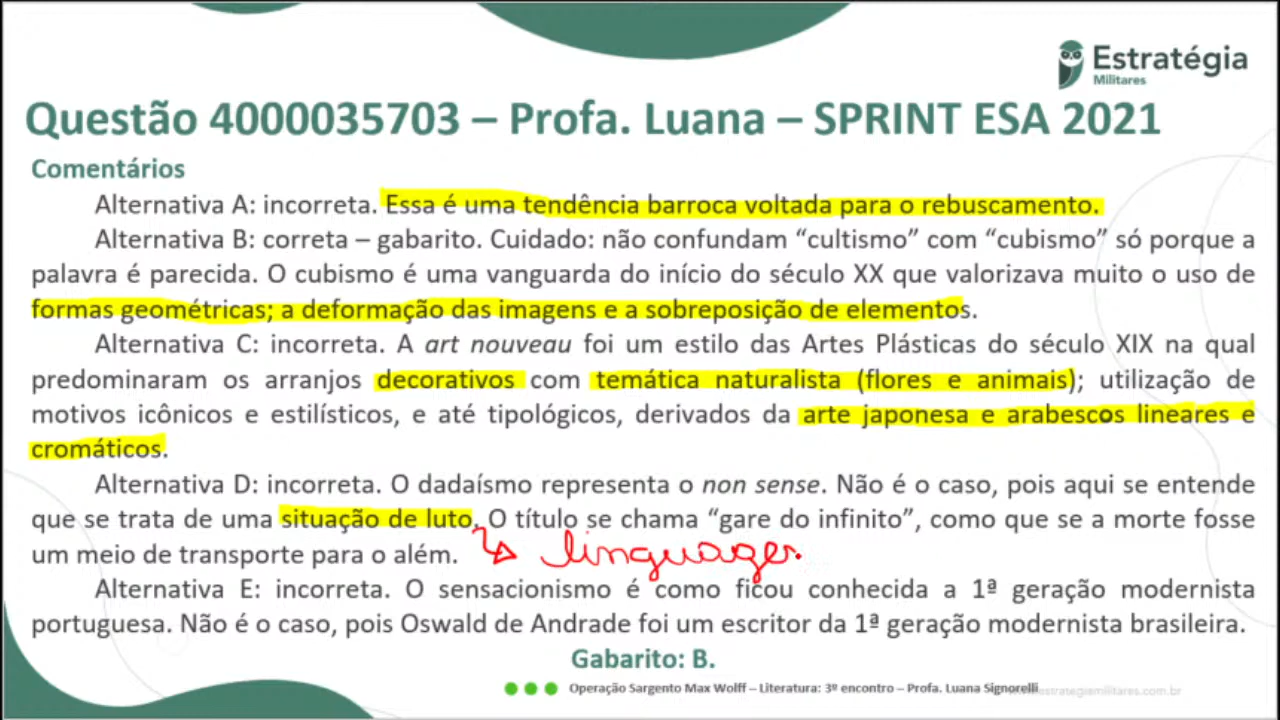 Estratégia
Militares
Questão 4000035703 – Profa. Luana – SPRINT ESA 2021
Comentários
Alternativa A: incorreta. Essa é uma tendência barroca voltada para o rebuscamento.
Alternativa B: correta – gabarito. Cuidado: não confundam “cultismo” com “cubismo” só porque a
palavra é parecida. O cubismo é uma vanguarda do início do século XX que valorizava muito o uso de
formas geométricas; a deformação das imagens e a sobreposição de elementos.
Alternativa C: incorreta. A art nouveau foi um estilo das Artes Plásticas do século XIX na qual
predominaram os arranjos decorativos com temática naturalista (flores e animais); utilização de
motivos icônicos e estilísticos, e até tipológicos, derivados da arte japonesa e arabescos lineares e
cromáticos.
Alternativa D: incorreta. O dadaísmo representa o non sense. Não é o caso, pois aqui se entende
que se trata de uma situação de luto. O título se chama “gare do infinito”, como que se a morte fosse
um meio de transporte para o além.
linguager
Alternativa E: incorreta. O sensacionismo é como ficou conhecida a 1ª geração modernista
portuguesa. Não é o caso, pois Oswald de Andrade foi um escritor da 1ª geração modernista brasileira.
Gabarito: B.
Operação Sargento Max Wolff – Literatura: 3º encontro – Profa. Luana Signorelli
estrategiamilitares.com.br